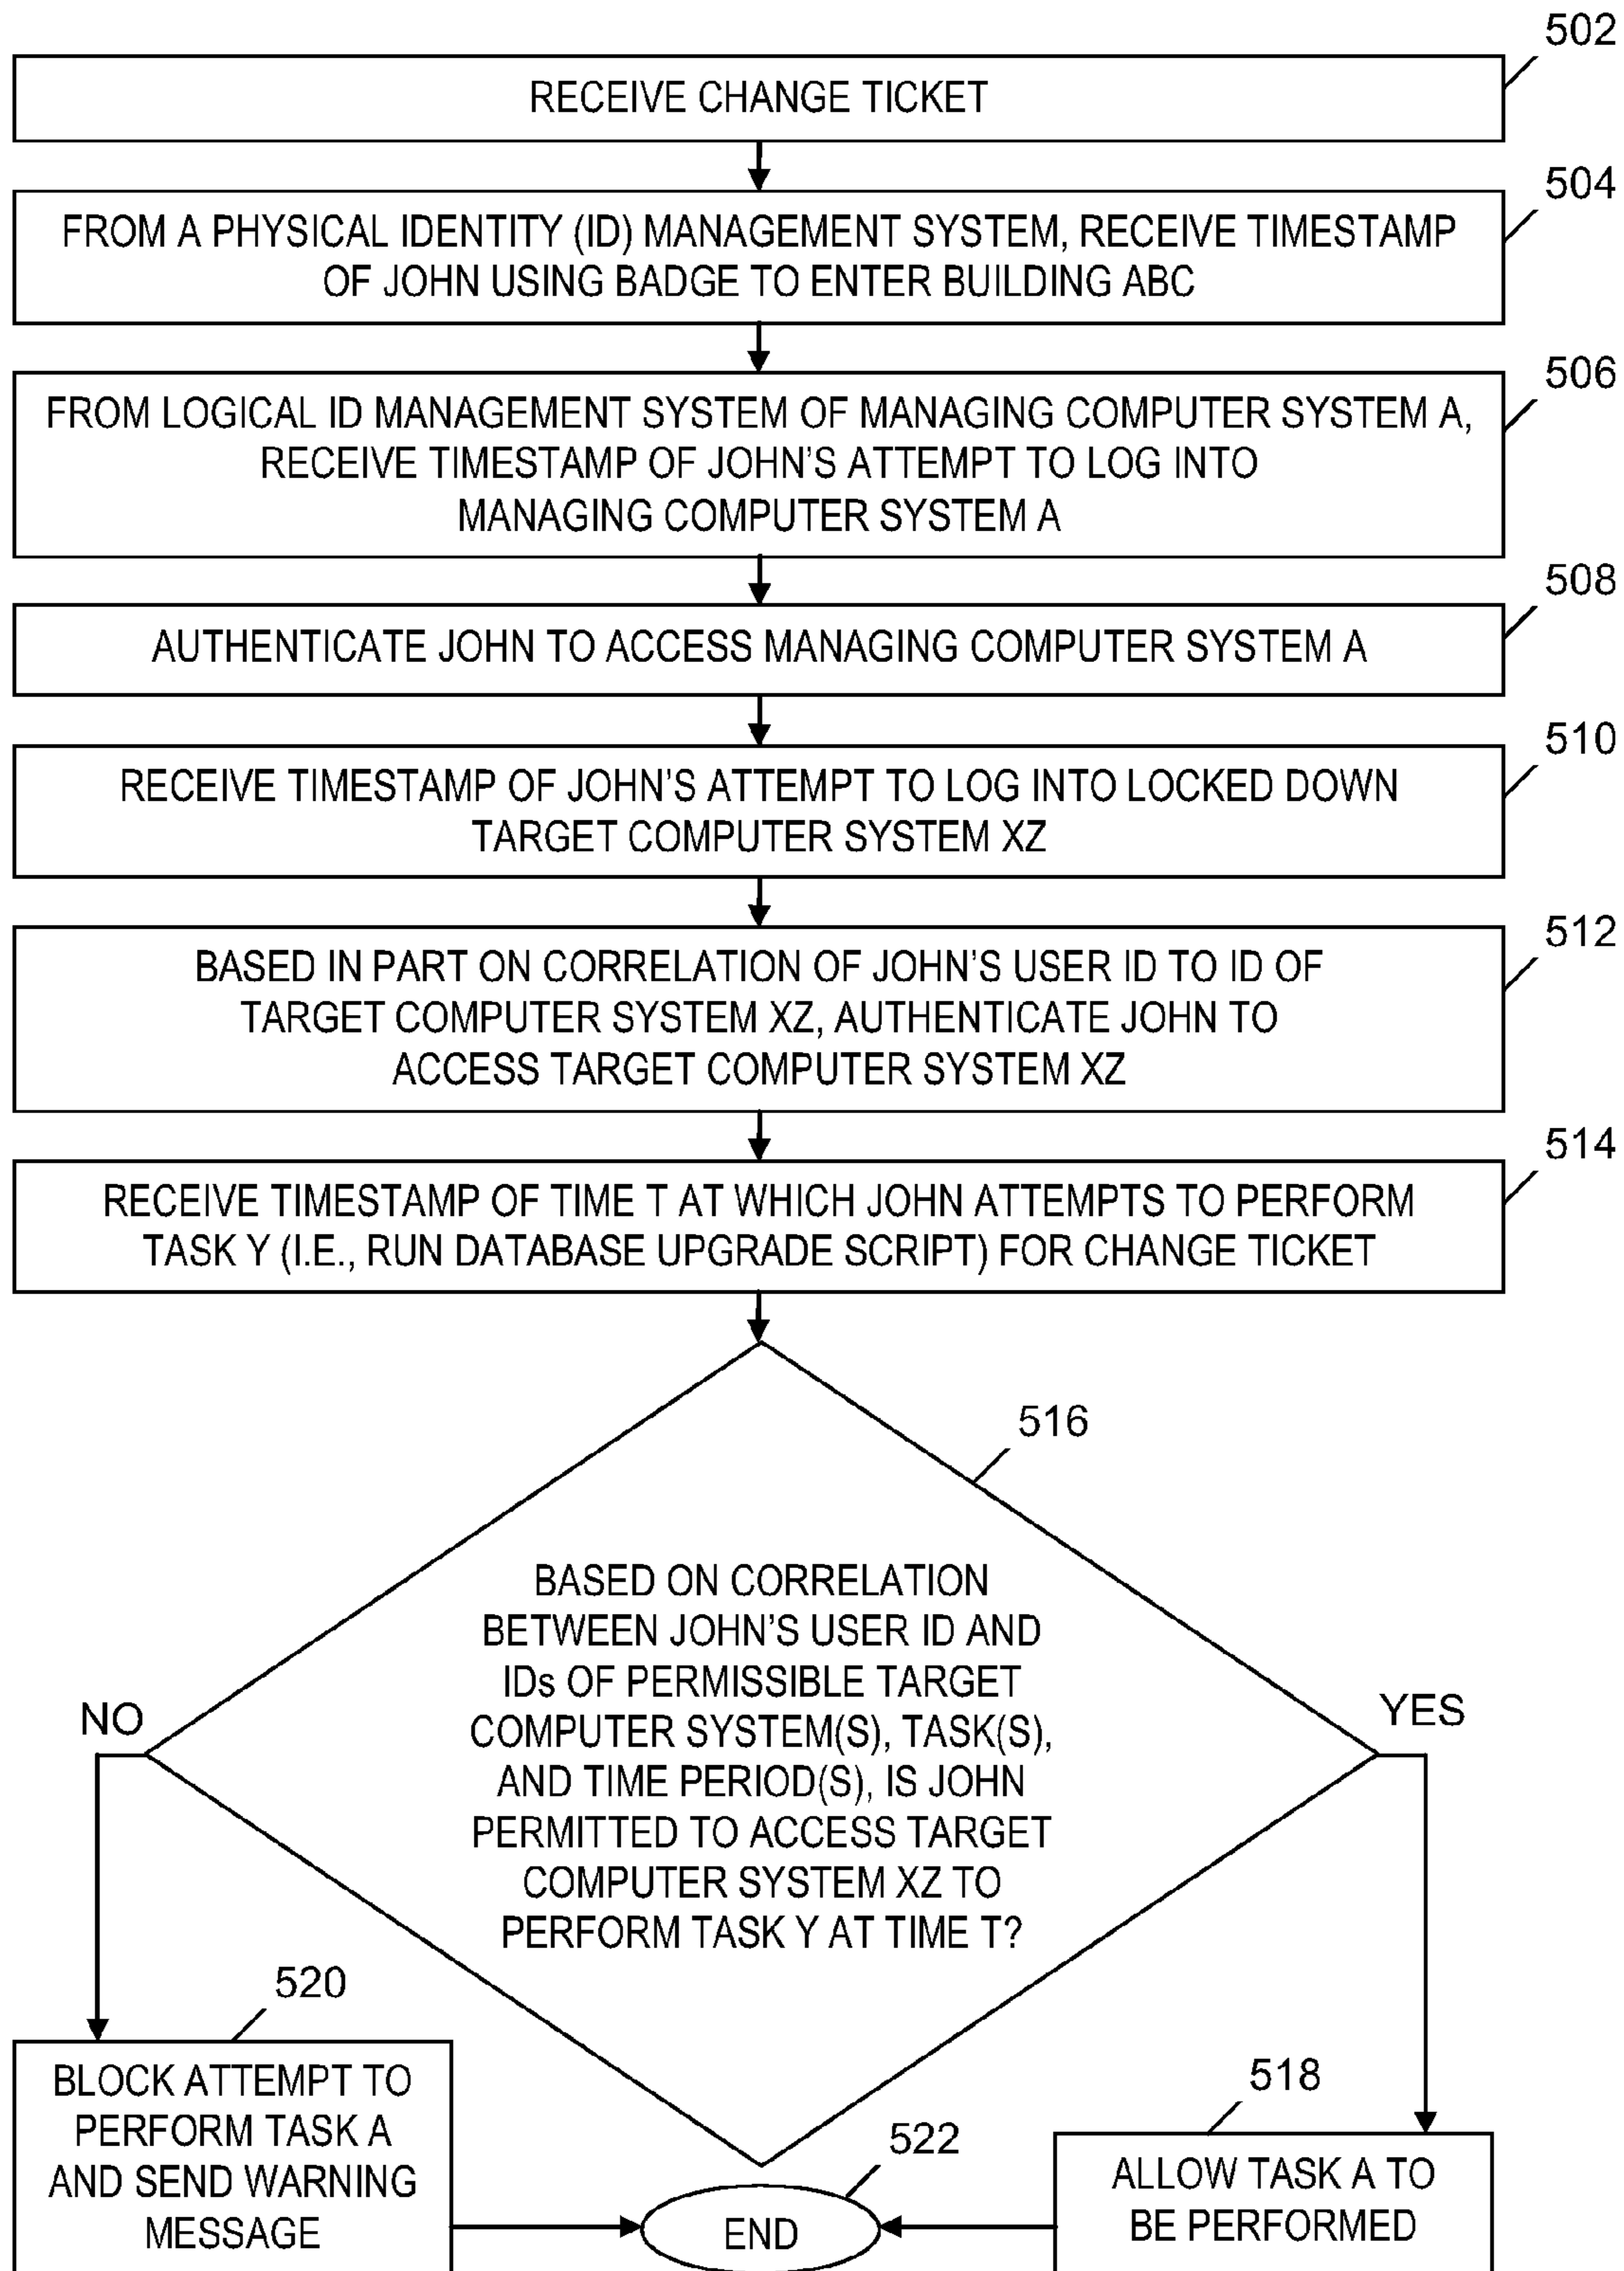 502
RECEIVE CHANGE TICKET
504
FROM A PHYSICAL IDENTITY (ID) MANAGEMENT SYSTEM, RECEIVE TIMESTAMP
OF JOHN USING BADGE TO ENTER BUILDING ABC
506
FROM LOGICAL ID MANAGEMENT SYSTEM OF MANAGING COMPUTER SYSTEM A,
RECEIVE TIMESTAMP OF JOHN'S ATTEMPT TO LOG INTO
MANAGING COMPUTER SYSTEM A
508
AUTHENTICATE JOHN TO ACCESS MANAGING COMPUTER SYSTEM A
510
RECEIVE TIMESTAMP OF JOHN'S ATTEMPT TO LOG INTO LOCKED DOWN
TARGET COMPUTER SYSTEM XZ
512
BASED IN PART ON CORRELATION OF JOHN'S USER ID TO ID OF
TARGET COMPUTER SYSTEM XZ, AUTHENTICATE JOHN TO
ACCESS TARGET COMPUTER SYSTEM XZ
514
RECEIVE TIMESTAMP OF TIME T AT WHICH JOHN ATTEMPTS TO PERFORM
TASK Y (I.E., RUN DATABASE UPGRADE SCRIPT) FOR CHANGE TICKET
516
BASED ON CORRELATION
BETWEEN JOHN'S USER ID AND
IDs OF PERMISSIBLE TARGET
COMPUTER SYSTEM(S), TASK(S),
AND TIME PERIOD(S), IS JOHN
PERMITTED TO ACCESS TARGET
COMPUTER SYSTEM XZ TO
PERFORM TASK Y AT TIME T?
NO
YES
520
BLOCK ATTEMPT TO
PERFORM TASK A
AND SEND WARNING
MESSAGE
522
END
518
ALLOW TASK A TO
BE PERFORMED